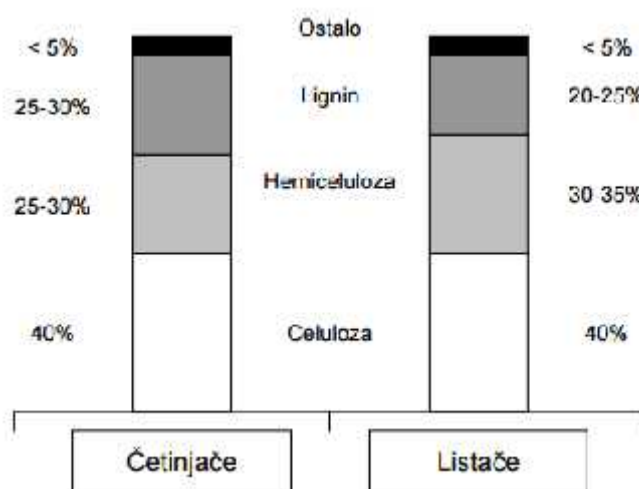 Ostalo
< 5%
< 5%
Lignin
25-30%
20-25%
Hemiceluloza
25-30%
30-35%
Celuloza
40%
40%
Četinjače
Listače